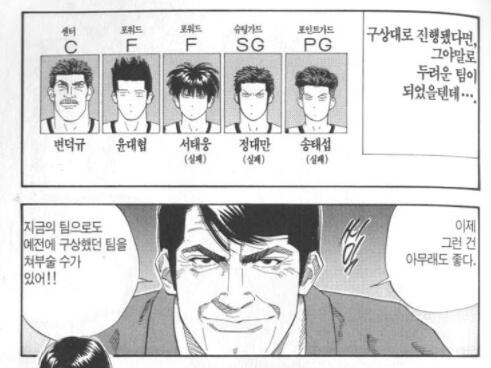 센터 포워드 포워드 슈팅가드 포인트가드
C F F SG PG
변덕규 윤대협 서태웅 정대만 송태섭
(실패) (실패) (실패)
구상대로 진행됐다면,
그야말로
두려운 팀이
되었을텐데….
이제
그런 건
아무래도 좋다.
지금의 팀으로도
예전에 구상했던 팀을
쳐부술 수가
있어!!